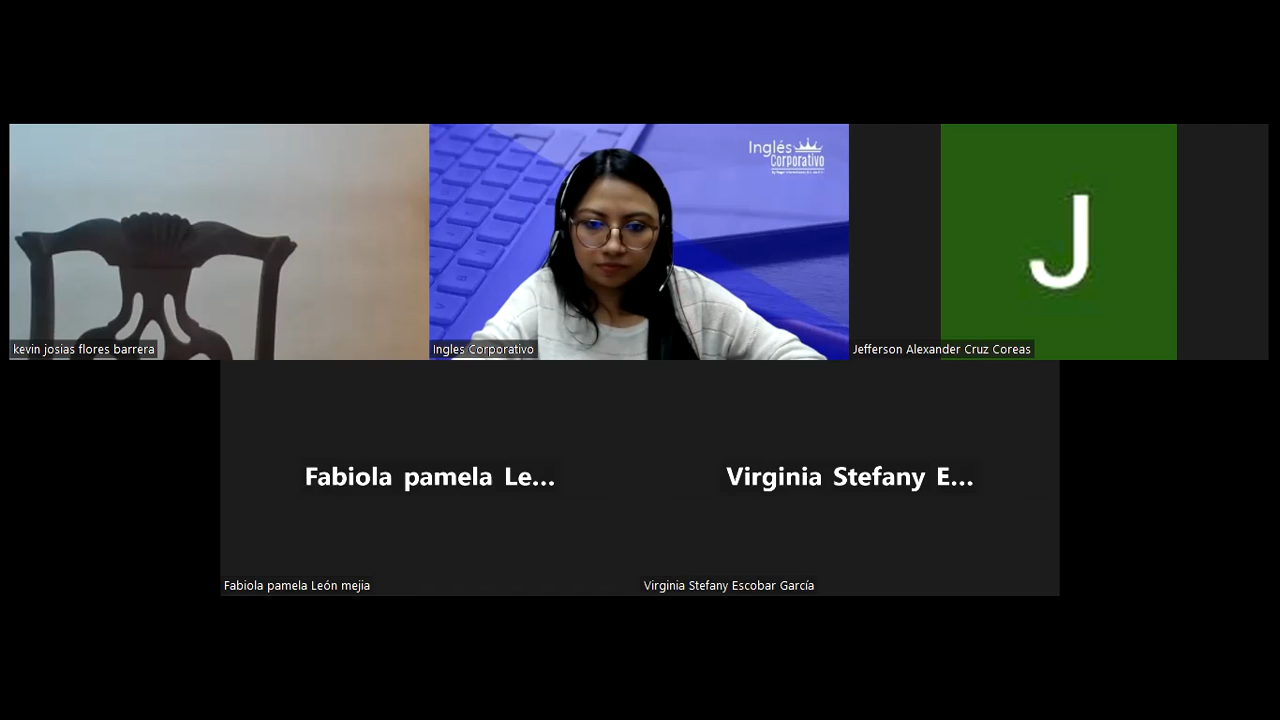 Inglés
Corporativo
kevin josias flores barrera
Ingles Corporativo
J
Jefferson Alexander Cruz Coreas
Fabiola pamela Le...
Virginia Stefany E...
Fabiola pamela León mejia
Virginia Stefany Escobar García